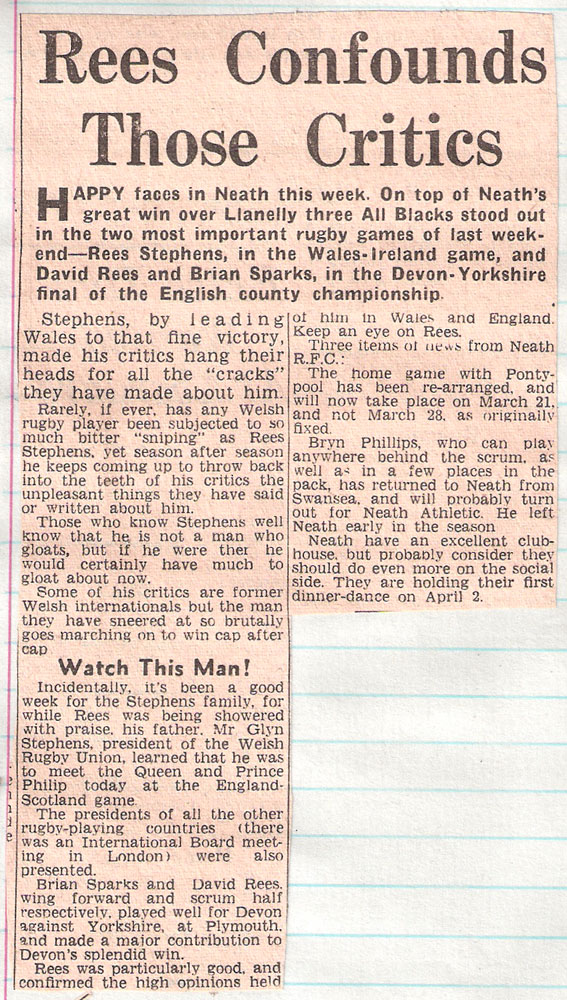 Rees Confounds
Those Critics
HAPPY faces in Neath this week. On top of Neath's
great win over Llanelly three All Blacks stood out
in the two most important rugby games of last week-
end—Rees Stephens, in the Wales-Ireland game, and
David Rees and Brian Sparks, in the Devon-Yorkshire
final of the English county championship.
Stephens, by leading
Wales to that fine victory,
made his critics hang their
heads for all the "cracks"
they have made about him.
Rarely, if ever, has any Welsh
rugby player been subjected to so
much bitter "sniping" as Rees
Stephens, yet season after season
he keeps coming up to throw back
into the teeth of his critics the
unpleasant things they have said
or written about him.
Those who know Stephens well
know that he is not a man who
gloats, but if he were ther he
would certainly have much to
gloat about now.
Some of his critics are former
Welsh internationals but the man
they have sneered at so brutally
goes marching on to win cap after
cap
Watch This Man!
Incidentally, it's been a good
week for the Stephens family, for
while Rees was being showered
with praise, his father, Mr. Glyn
Stephens, president of the Welsh
Rugby Union, learned that he was
to meet the Queen and Prince
Philip today at the England-
Scotland game.
The presidents of all the other
rugby-playing countries (there
was an International Board meet-
ing in London) were also
presented.
Brian Sparks and David Rees,
wing forward and scrum half
respectively, played well for Devon
against Yorkshire, at Plymouth,
and made a major contribution to
Devon's splendid win.
Rees was particularly good, and
confirmed the high opinions held
of him in Wales and England.
Keep an eye on Rees.
Three items of news from Neath
R.F.C.:
The home game with Ponty-
pool has been re-arranged, and
will now take place on March 21,
and not March 28, as originally
fixed.
Bryn Phillips, who can play
anywhere behind the scrum, as
well as in a few places in the
pack, has returned to Neath from
Swansea, and will probably turn
out for Neath Athletic. He left
Neath early in the season
Neath have an excellent club-
house, but probably consider they
should do even more on the social
side. They are holding their first
dinner-dance on April 2.